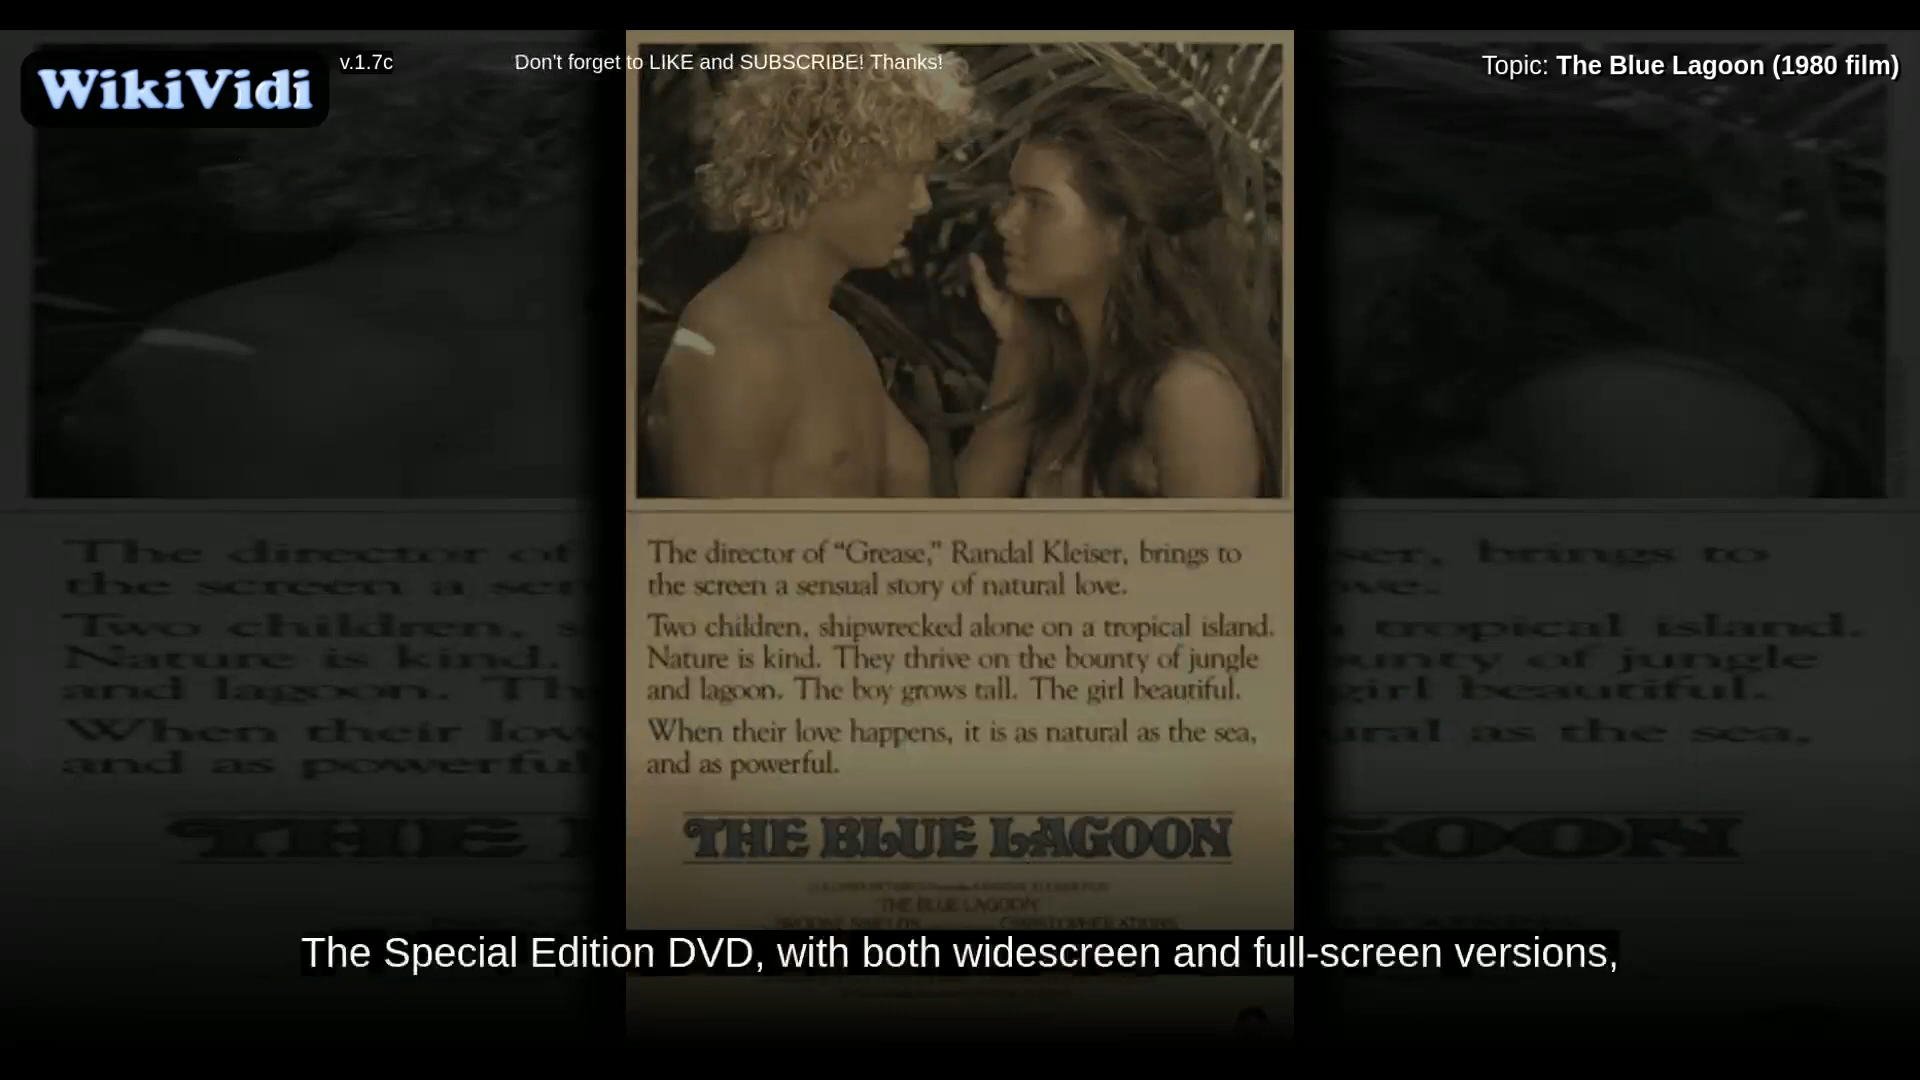 WikiVidi
v.1.7c
Don't forget to LIKE and SUBSCRIBE! Thanks!
Topic: The Blue Lagoon (1980 film)
The director of “Grease,” Randal Kleiser, brings to
the screen a sensual story of natural love.
Two children, shipwrecked alone on a tropical island.
Nature is kind. They thrive on the bounty of jungle
and lagoon. The boy grows tall. The girl beautiful.
When their love happens, it is as natural as the sea,
and as powerful.
THE BLUE LAGOON
"THE BLUE LAGOON"
The Special Edition DVD, with both widescreen and full-screen versions,